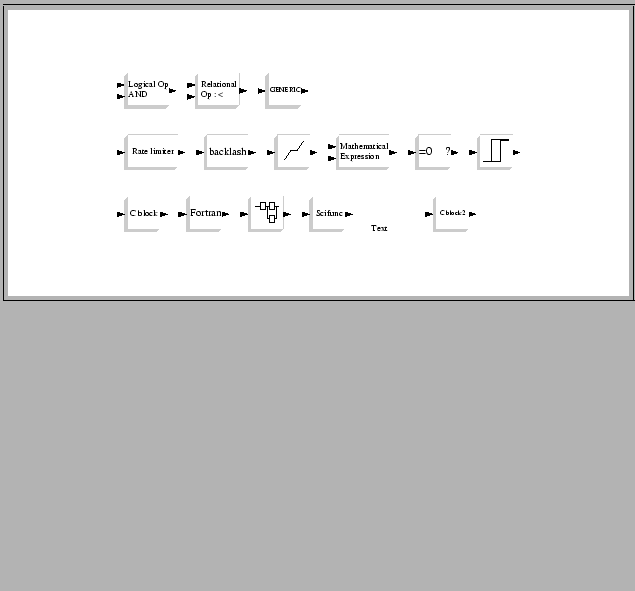 Logical Op
AND
Relational
Op : <
GENERIC
Rate limiter
backlash
Mathematical
Expression
=0 ?
C block
Fortran
Scifunc
Text
C block2